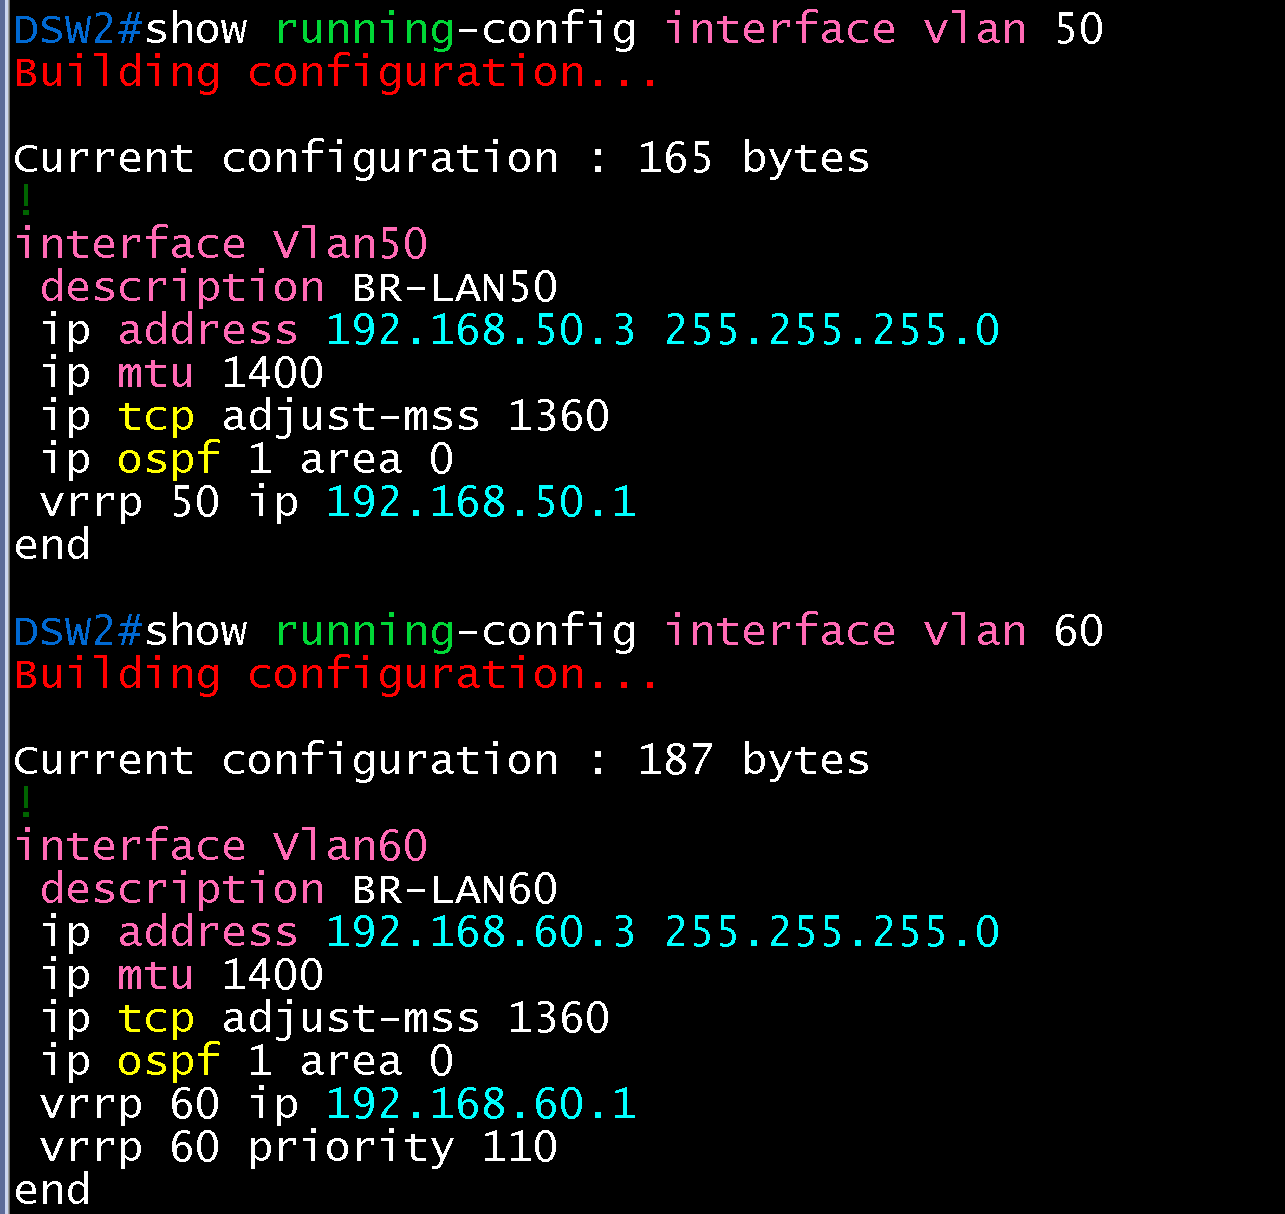 DSW2#show running-config interface vlan 50
Building configuration...
Current configuration : 165 bytes
!
interface Vlan50
description BR-LAN50
ip address 192.168.50.3 255.255.255.0
ip mtu 1400
ip tcp adjust-mss 1360
ip ospf 1 area 0
vrrp 50 ip 192.168.50.1
end
DSW2#show running-config interface vlan 60
Building configuration...
Current configuration : 187 bytes
!
interface Vlan60
description BR-LAN60
ip address 192.168.60.3 255.255.255.0
ip mtu 1400
ip tcp adjust-mss 1360
ip ospf 1 area 0
vrrp 60 ip 192.168.60.1
vrrp 60 priority 110
end